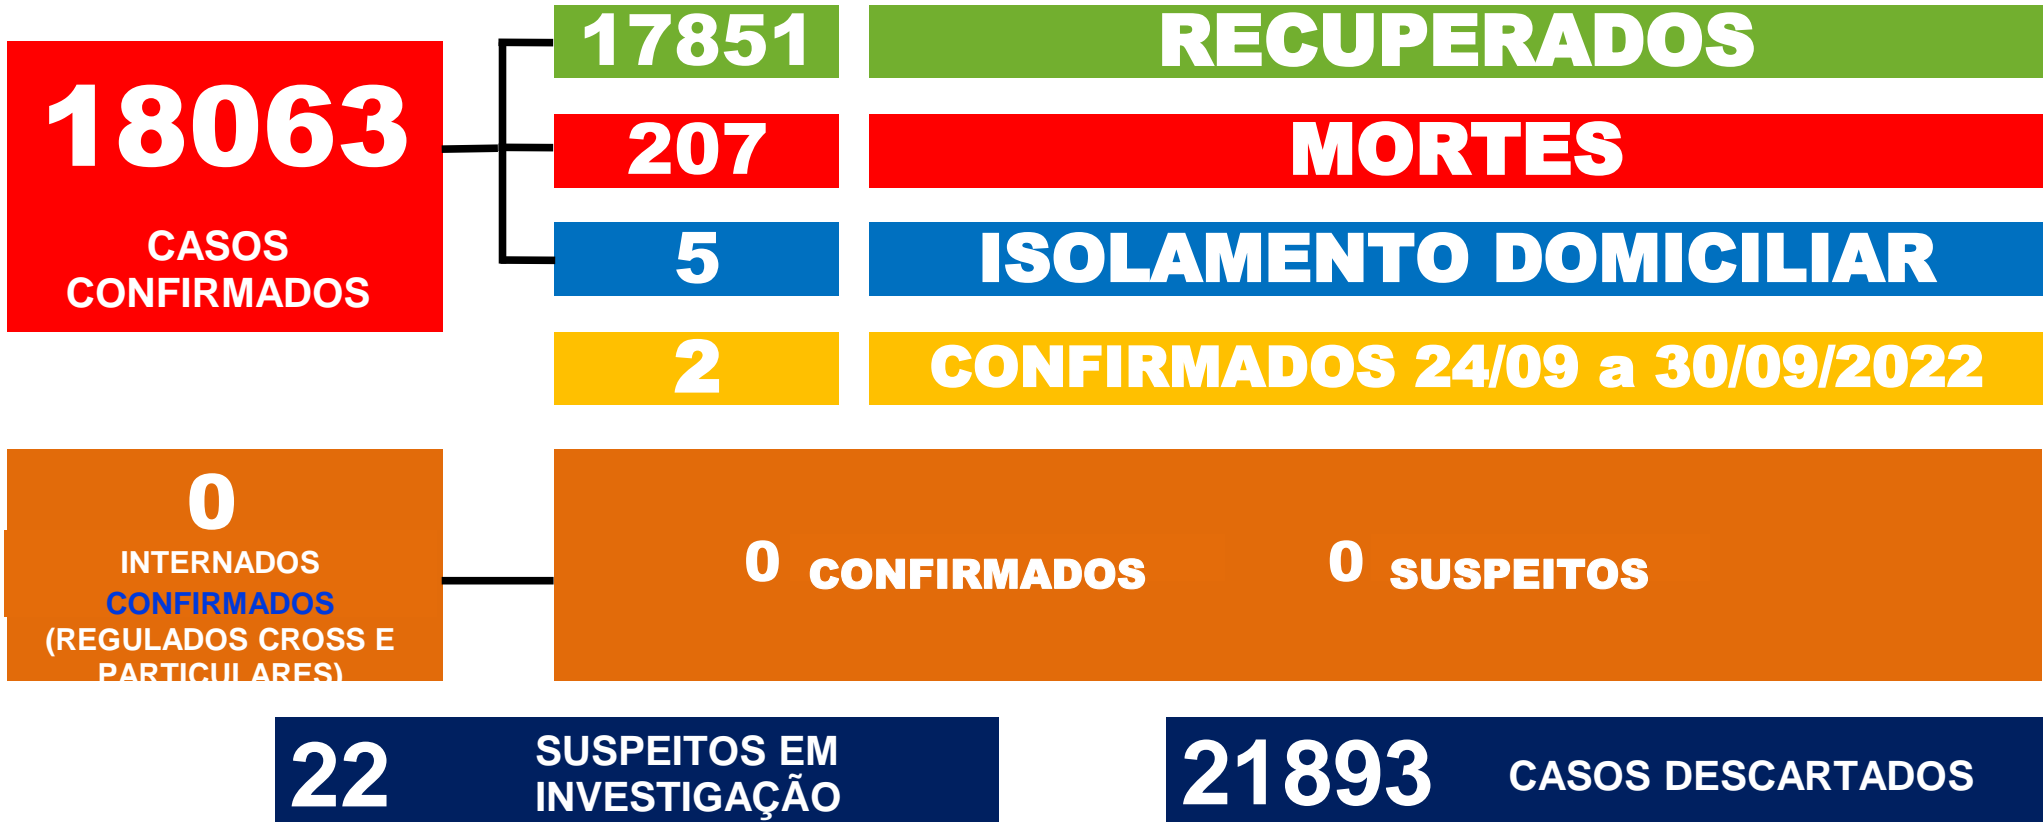 18063
CASOS
CONFIRMADOS
17851 RECUPERADOS
207 MORTES
5 ISOLAMENTO DOMICILIAR
2 CONFIRMADOS 24/09 a 30/09/2022
0
INTERNADOS
CONFIRMADOS
(REGULADOS CROSS E
PARTICULARES)
0 CONFIRMADOS 0 SUSPEITOS
22 SUSPEITOS EM
INVESTIGAÇÃO
21893 CASOS DESCARTADOS